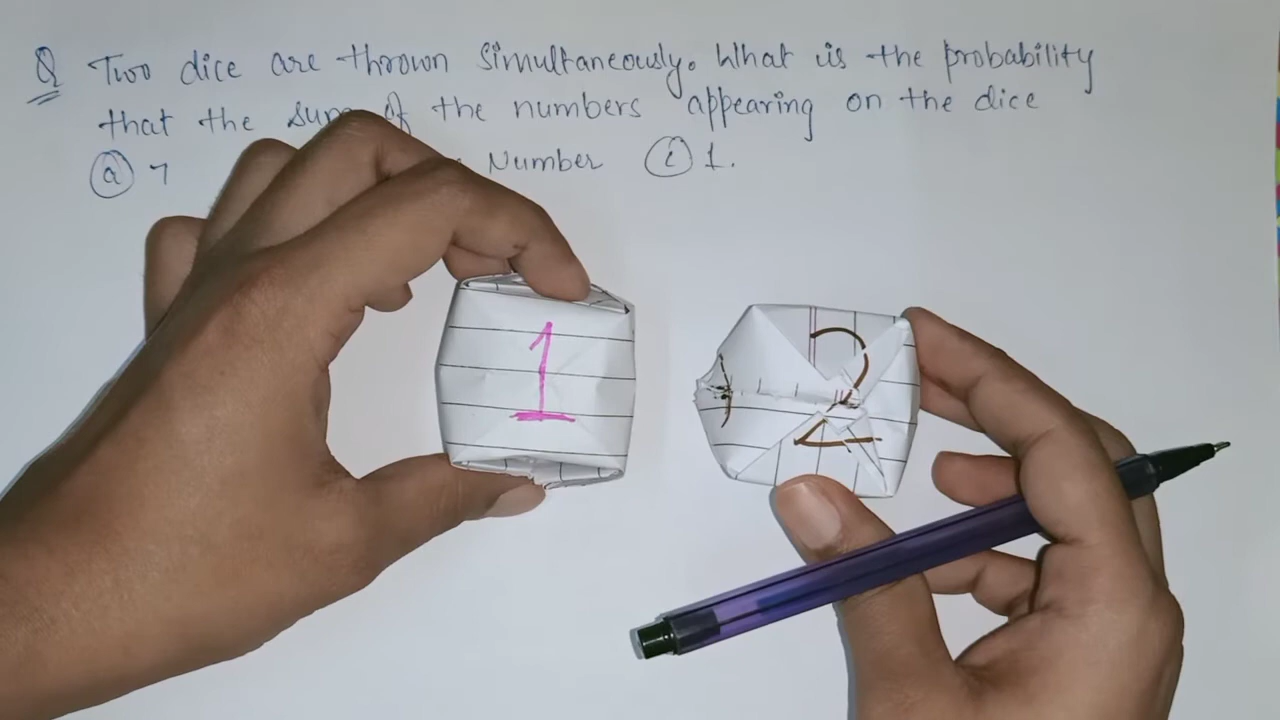 Q Two dice are thrown simultaneously. What is the probability
that the sum of the numbers appearing on the dice
(a) 7 Number (c) 1.
1 2